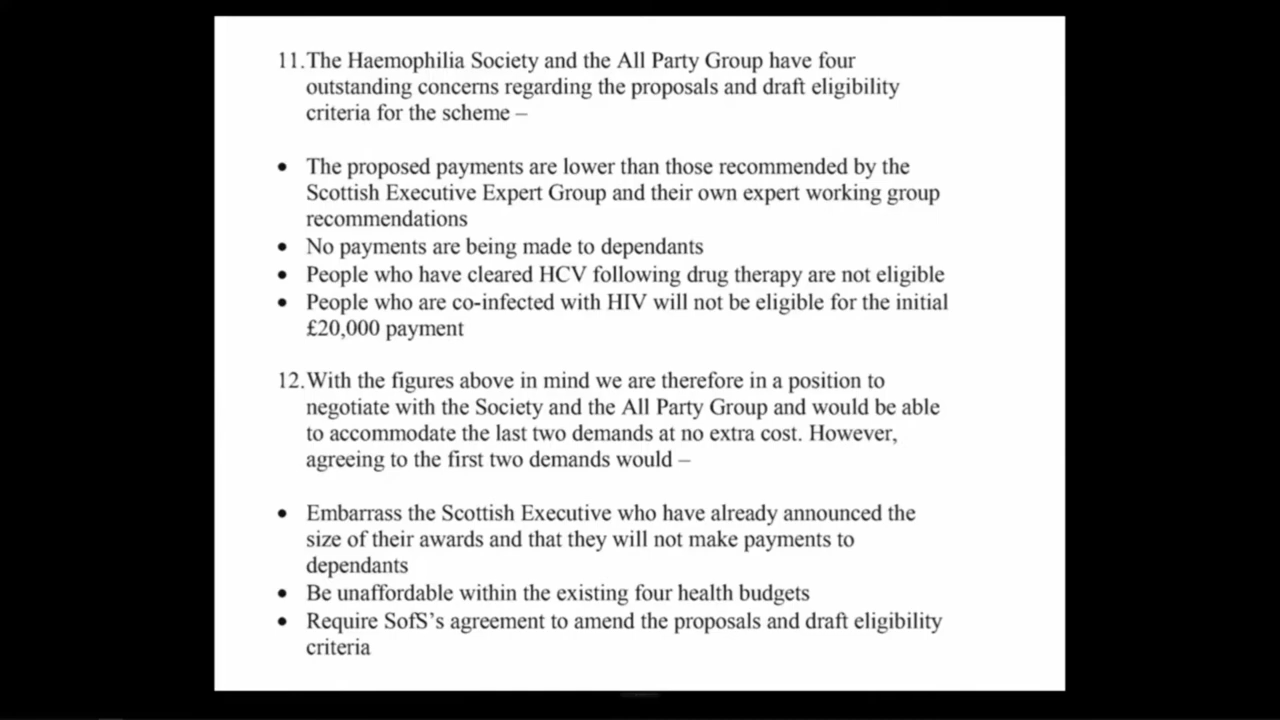 11.The Haemophilia Society and the All Party Group have four
outstanding concerns regarding the proposals and draft eligibility
criteria for the scheme –
• The proposed payments are lower than those recommended by the
Scottish Executive Expert Group and their own expert working group
recommendations
• No payments are being made to dependants
• People who have cleared HCV following drug therapy are not eligible
• People who are co-infected with HIV will not be eligible for the initial
£20,000 payment
12.With the figures above in mind we are therefore in a position to
negotiate with the Society and the All Party Group and would be able
to accommodate the last two demands at no extra cost. However,
agreeing to the first two demands would –
• Embarrass the Scottish Executive who have already announced the
size of their awards and that they will not make payments to
dependants
• Be unaffordable within the existing four health budgets
• Require SofS's agreement to amend the proposals and draft eligibility
criteria